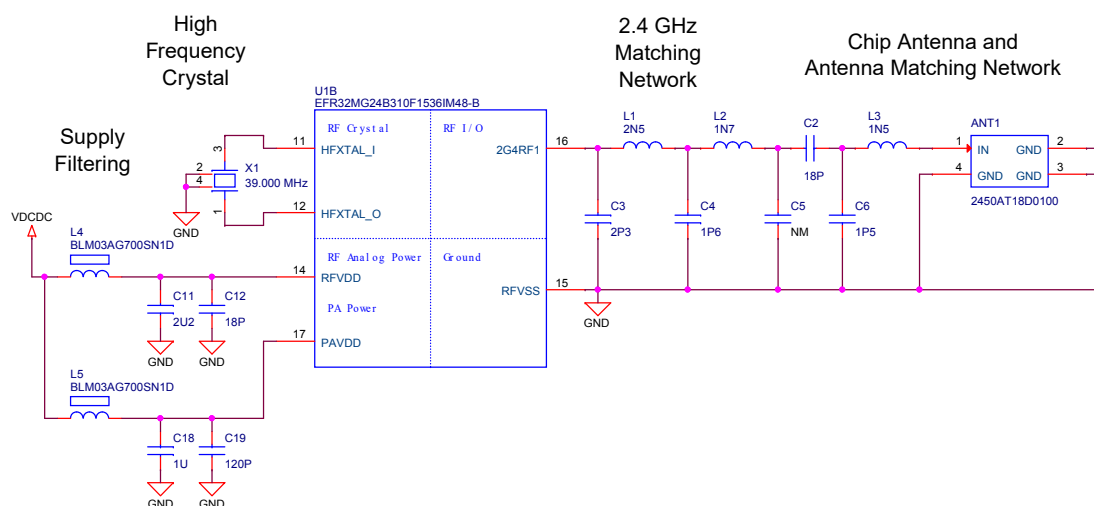 High
Frequency
Crystal
2.4 GHz
Matching
Network
Chip Antenna and
Antenna Matching Network
Supply
Filtering
U1B
EFR32MG24B310F1536IM48-B
RF Crystal
RF I/O
HFXTAL_I
11
2G4RF1
16
HFXTAL_O
12
RF Analog Power
Ground
RFVDD
14
RFVSS
15
PA Power
PAVDD
17
3
2
4
1
X1
39.000 MHz
GND
VDCDC
L4
BLM03AG700SN1D
C11
2U2
GND
C12
18P
GND
L5
BLM03AG700SN1D
C18
1U
GND
C19
120P
GND
L1
2N5
L2
1N7
C2
18P
L3
1N5
C3
2P3
C4
1P6
C5
NM
C6
1P5
GND
ANT1
1
IN
GND
2
4
GND
GND
3
2450AT18D0100